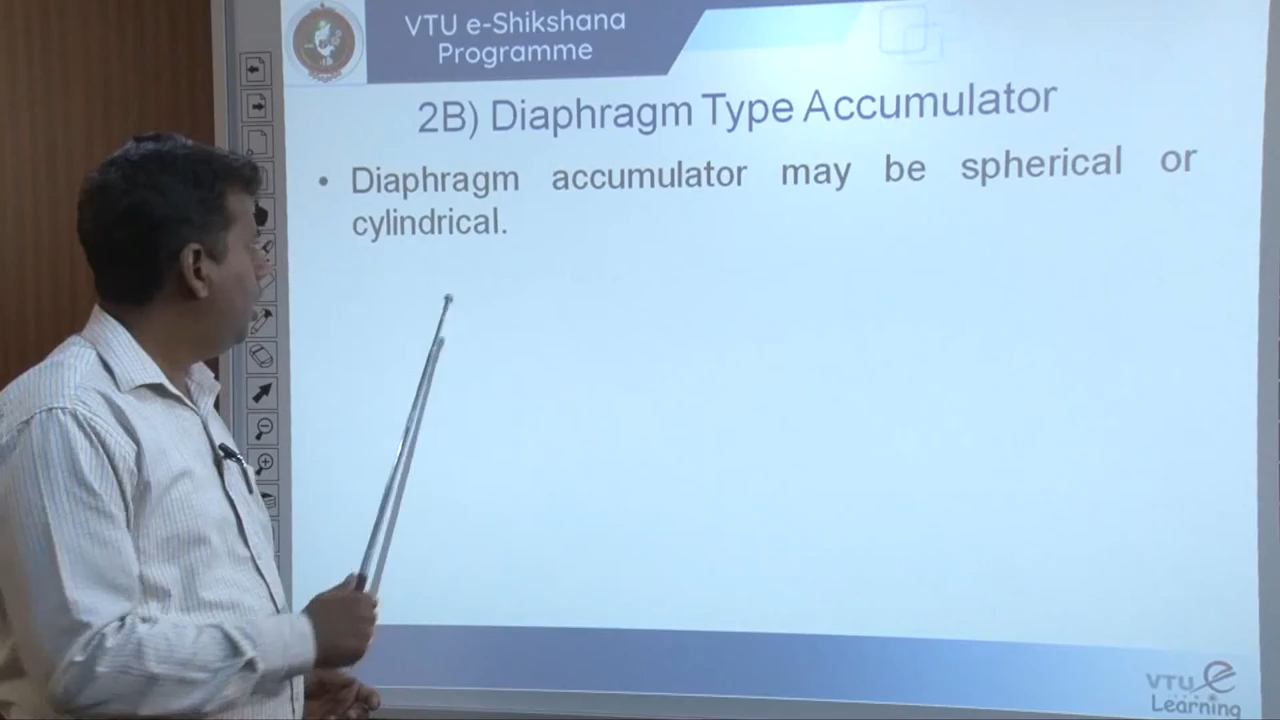 VTU e-Shikshana
Programme
2B) Diaphragm Type Accumulator
• Diaphragm accumulator may be spherical or
cylindrical.
VTU e
Learning